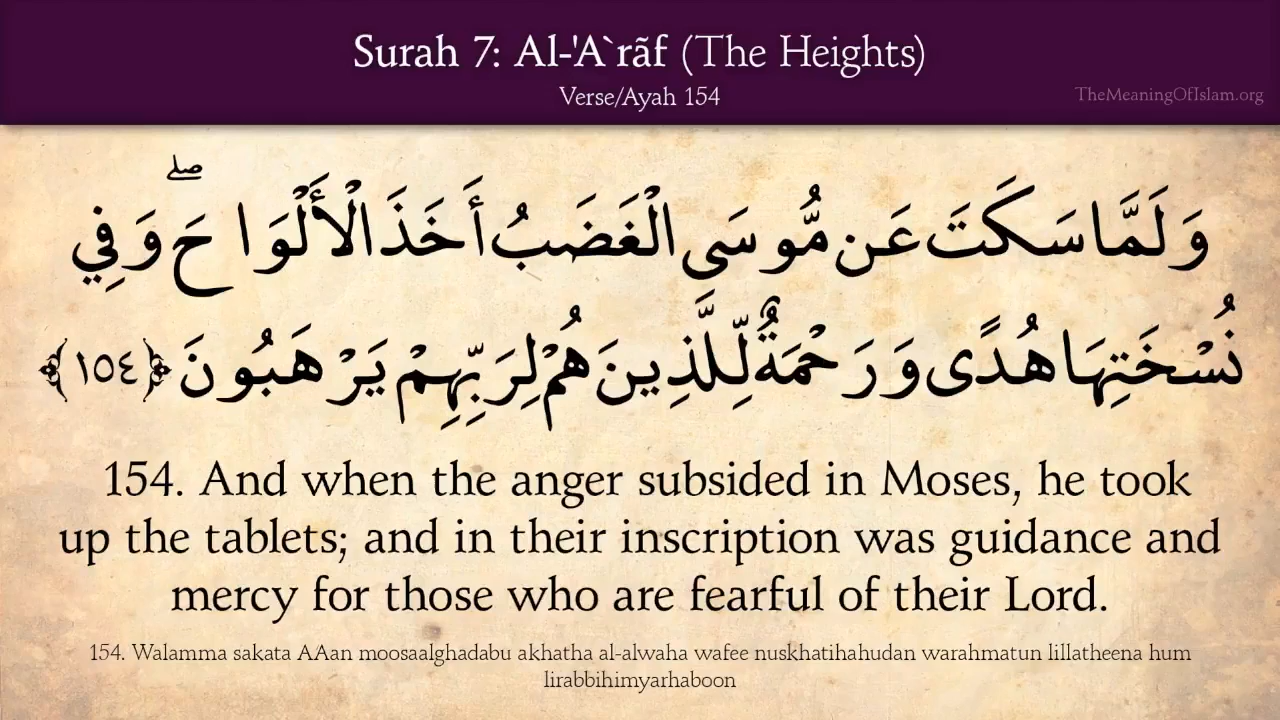 Surah 7: Al-'A`rãf (The Heights)
Verse/Ayah 154
TheMeaningOfIslam.org
وَلَمَّا سَكَتَ عَن مُّوسَى الْغَضَبُ أَخَذَ الْأَلْوَاحَ ۖ وَفِي
نُسْخَتِهَا هُدًى وَرَحْمَةٌ لِّلَّذِينَ هُمْ لِرَبِّهِمْ يَرْهَبُونَ ﴿١٥٤﴾
154. And when the anger subsided in Moses, he took
up the tablets; and in their inscription was guidance and
mercy for those who are fearful of their Lord.
154. Walamma sakata AAan moosaalghadabu akhatha al-alwaha wafee nuskhatihahudan warahmatun lillatheena hum
lirabbihimyarhaboon